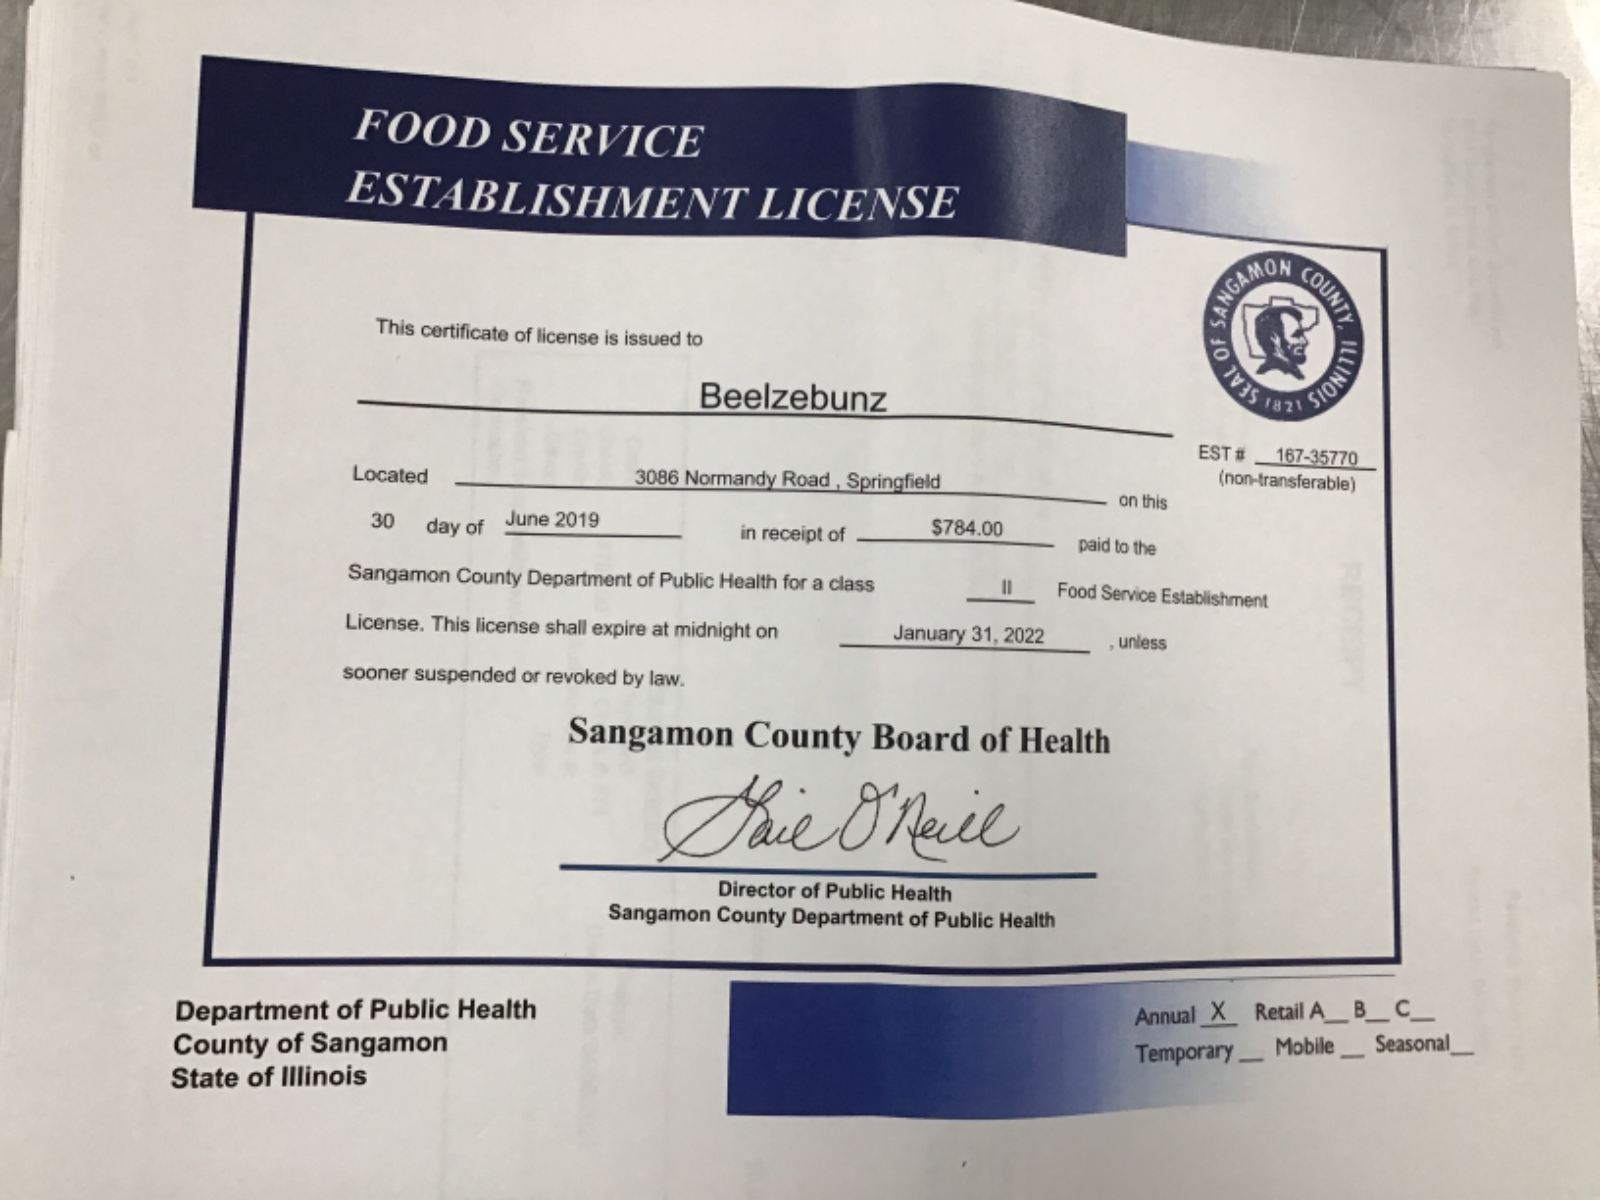 FOOD SERVICE
ESTABLISHMENT LICENSE
SEAL OF SANGAMON COUNTY, ILLINOIS
1821
This certificate of license is issued to
Beelzebunz
EST # 167-35770
(non-transferable)
Located 3086 Normandy Road , Springfield on this
30 day of June 2019 in receipt of $784.00 paid to the
Sangamon County Department of Public Health for a class II Food Service Establishment
License. This license shall expire at midnight on January 31, 2022 , unless
sooner suspended or revoked by law.
Sangamon County Board of Health
Gail O'Neill
Director of Public Health
Sangamon County Department of Public Health
Department of Public Health
County of Sangamon
State of Illinois
Annual X Retail A__ B__ C__
Temporary __ Mobile __ Seasonal__
RECEIPT